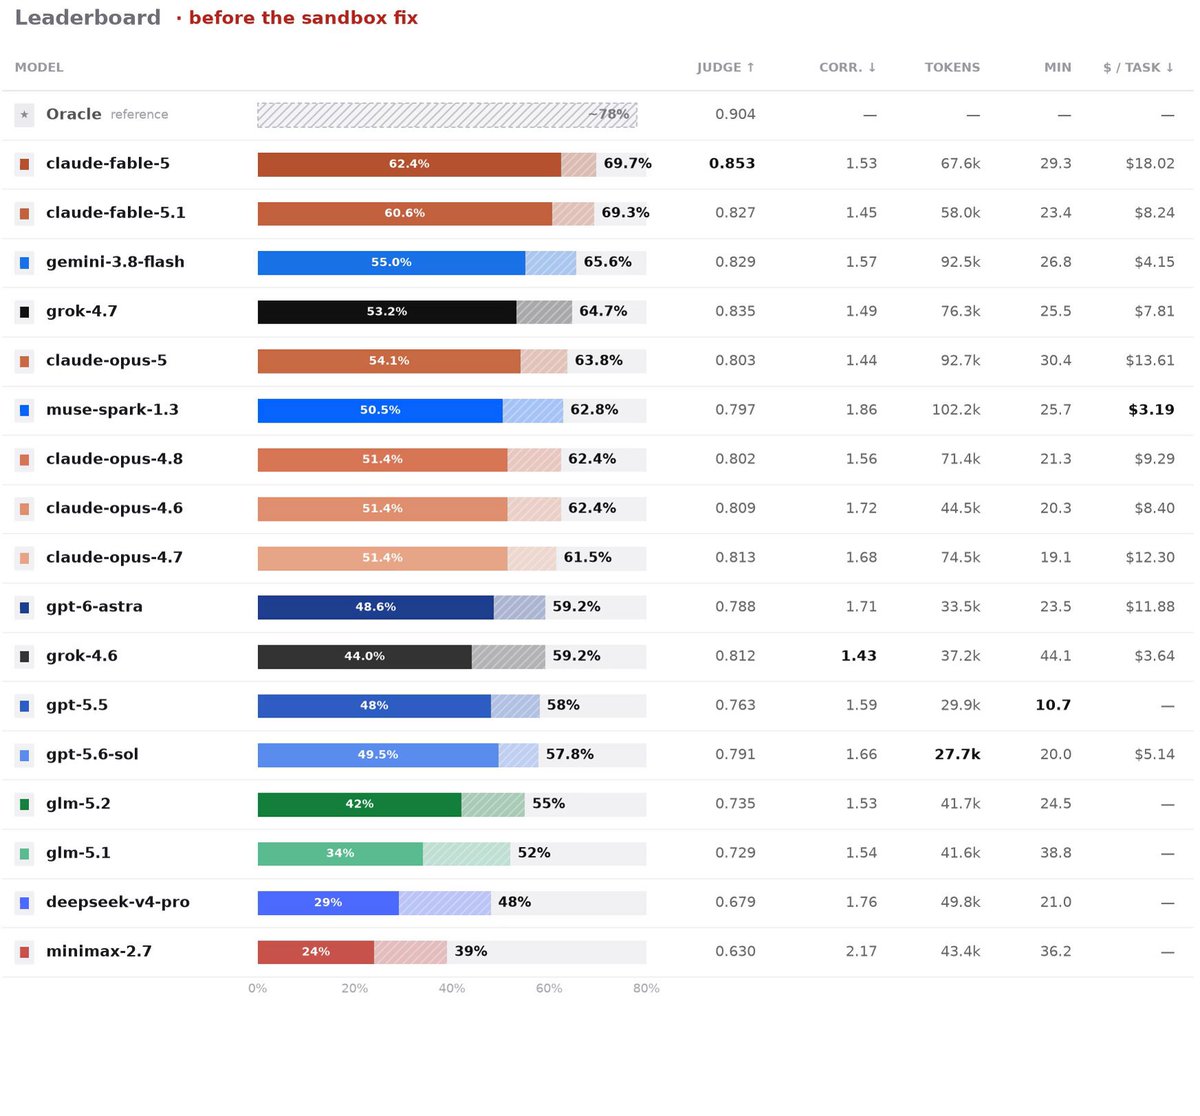 Leaderboard · before the sandbox fix
MODEL JUDGE ↑ CORR. ↓ TOKENS MIN $ / TASK ↓
★ Oracle reference ~78% 0.904 — — — —
claude-fable-5 62.4% 69.7% 0.853 1.53 67.6k 29.3 $18.02
claude-fable-5.1 60.6% 69.3% 0.827 1.45 58.0k 23.4 $8.24
gemini-3.8-flash 55.0% 65.6% 0.829 1.57 92.5k 26.8 $4.15
grok-4.7 53.2% 64.7% 0.835 1.49 76.3k 25.5 $7.81
claude-opus-5 54.1% 63.8% 0.803 1.44 92.7k 30.4 $13.61
muse-spark-1.3 50.5% 62.8% 0.797 1.86 102.2k 25.7 $3.19
claude-opus-4.8 51.4% 62.4% 0.802 1.56 71.4k 21.3 $9.29
claude-opus-4.6 51.4% 62.4% 0.809 1.72 44.5k 20.3 $8.40
claude-opus-4.7 51.4% 61.5% 0.813 1.68 74.5k 19.1 $12.30
gpt-6-astra 48.6% 59.2% 0.788 1.71 33.5k 23.5 $11.88
grok-4.6 44.0% 59.2% 0.812 1.43 37.2k 44.1 $3.64
gpt-5.5 48% 58% 0.763 1.59 29.9k 10.7 —
gpt-5.6-sol 49.5% 57.8% 0.791 1.66 27.7k 20.0 $5.14
glm-5.2 42% 55% 0.735 1.53 41.7k 24.5 —
glm-5.1 34% 52% 0.729 1.54 41.6k 38.8 —
deepseek-v4-pro 29% 48% 0.679 1.76 49.8k 21.0 —
minimax-2.7 24% 39% 0.630 2.17 43.4k 36.2 —
0% 20% 40% 60% 80%